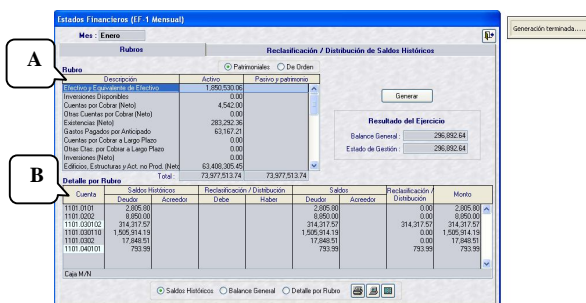 Estados Financieros (EF-1 Mensual)
Generación terminada.....
Mes : Enero
Rubros Reclasificación / Distribución de Saldos Históricos
A
Rubro Patrimoniales De Orden
Descripción Activo Pasivo y patrimonio
Efectivo y Equivalente de Efectivo 1,850,530.06
Inversiones Disponibles 0.00
Cuentas por Cobrar (Neto) 4,542.00
Otras Cuentas por Cobrar (Neto) 0.00
Existencias (Neto) 283,292.36
Gastos Pagados por Anticipado 63,167.21
Cuentas por Cobrar a Largo Plazo 0.00
Otras Ctas. por Cobrar a Largo Plazo 0.00
Inversiones (Neto) 0.00
Edificios, Estructuras y Act. no Prod. (Neto 63,408,305.45
Total : 73,977,513.74 73,977,513.74
Generar
Resultado del Ejercicio
Balance General : 296,892.64
Estado de Gestión : 296,892.64
B
Detalle por Rubro
Cuenta Saldos Históricos Reclasificación / Distribución Saldos Reclasificación / Distribución Monto
Deudor Acreedor Debe Haber Deudor Acreedor
1101.0101 2,805.80 2,805.80 0.00 2,805.80
1101.0202 8,850.00 8,850.00 0.00 8,850.00
1101.030102 314,317.57 314,317.57 0.00 314,317.57
1101.030110 1,505,914.19 1,505,914.19 0.00 1,505,914.19
1101.0302 17,848.51 17,848.51 0.00 17,848.51
1101.040101 793.99 793.99 0.00 793.99
Caja M/N
Saldos Históricos Balance General Detalle por Rubro